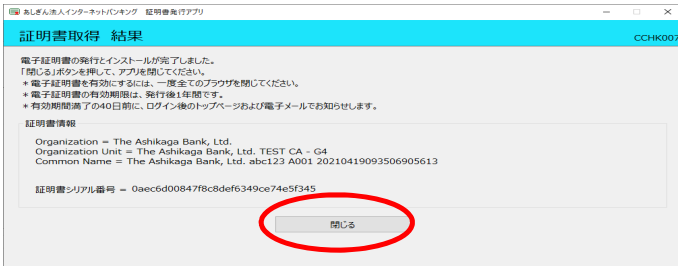 あしぎん法人インターネットバンキング 証明書発行アプリ
証明書取得 結果
CCHK007
電子証明書の発行とインストールが完了しました。
「閉じる」ボタンを押して、アプリを閉じてください。
＊電子証明書を有効にするには、一度全てのブラウザを閉じてください。
＊電子証明書の有効期限は、発行後1年間です。
＊有効期間満了の40日前に、ログイン後のトップページおよび電子メールでお知らせします。
証明書情報
Organization = The Ashikaga Bank, Ltd.
Organization Unit = The Ashikaga Bank, Ltd. TEST CA - G4
Common Name = The Ashikaga Bank, Ltd. abc123 A001 20210419093506905613
証明書シリアル番号 = 0aec6d00847f8c8def6349ce74e5f345
閉じる